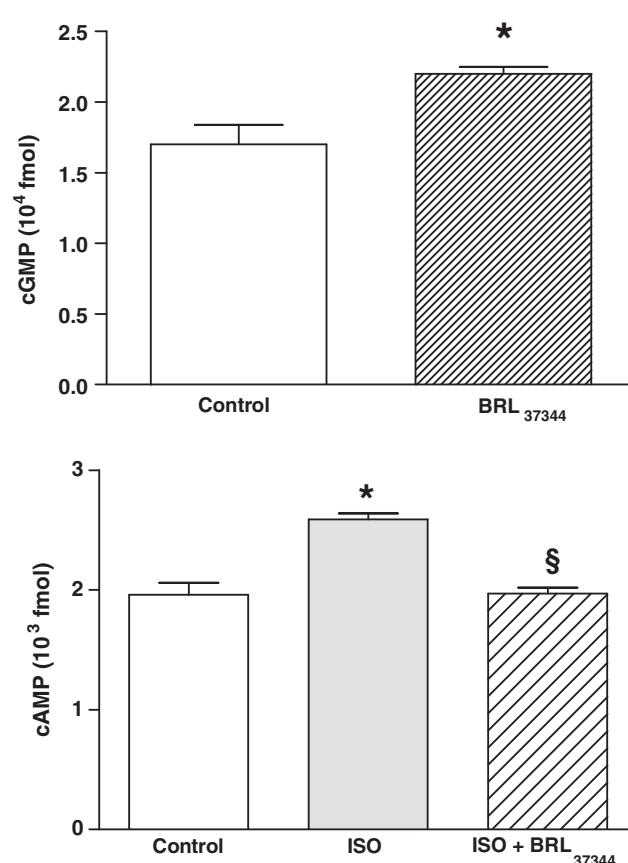 2.5
2.0
1.5
1.0
0.5
0.0
cGMP (10⁴ fmol)
*
Control
BRL 37344
3
2
1
0
cAMP (10³ fmol)
*
§
Control
ISO
ISO + BRL 37344